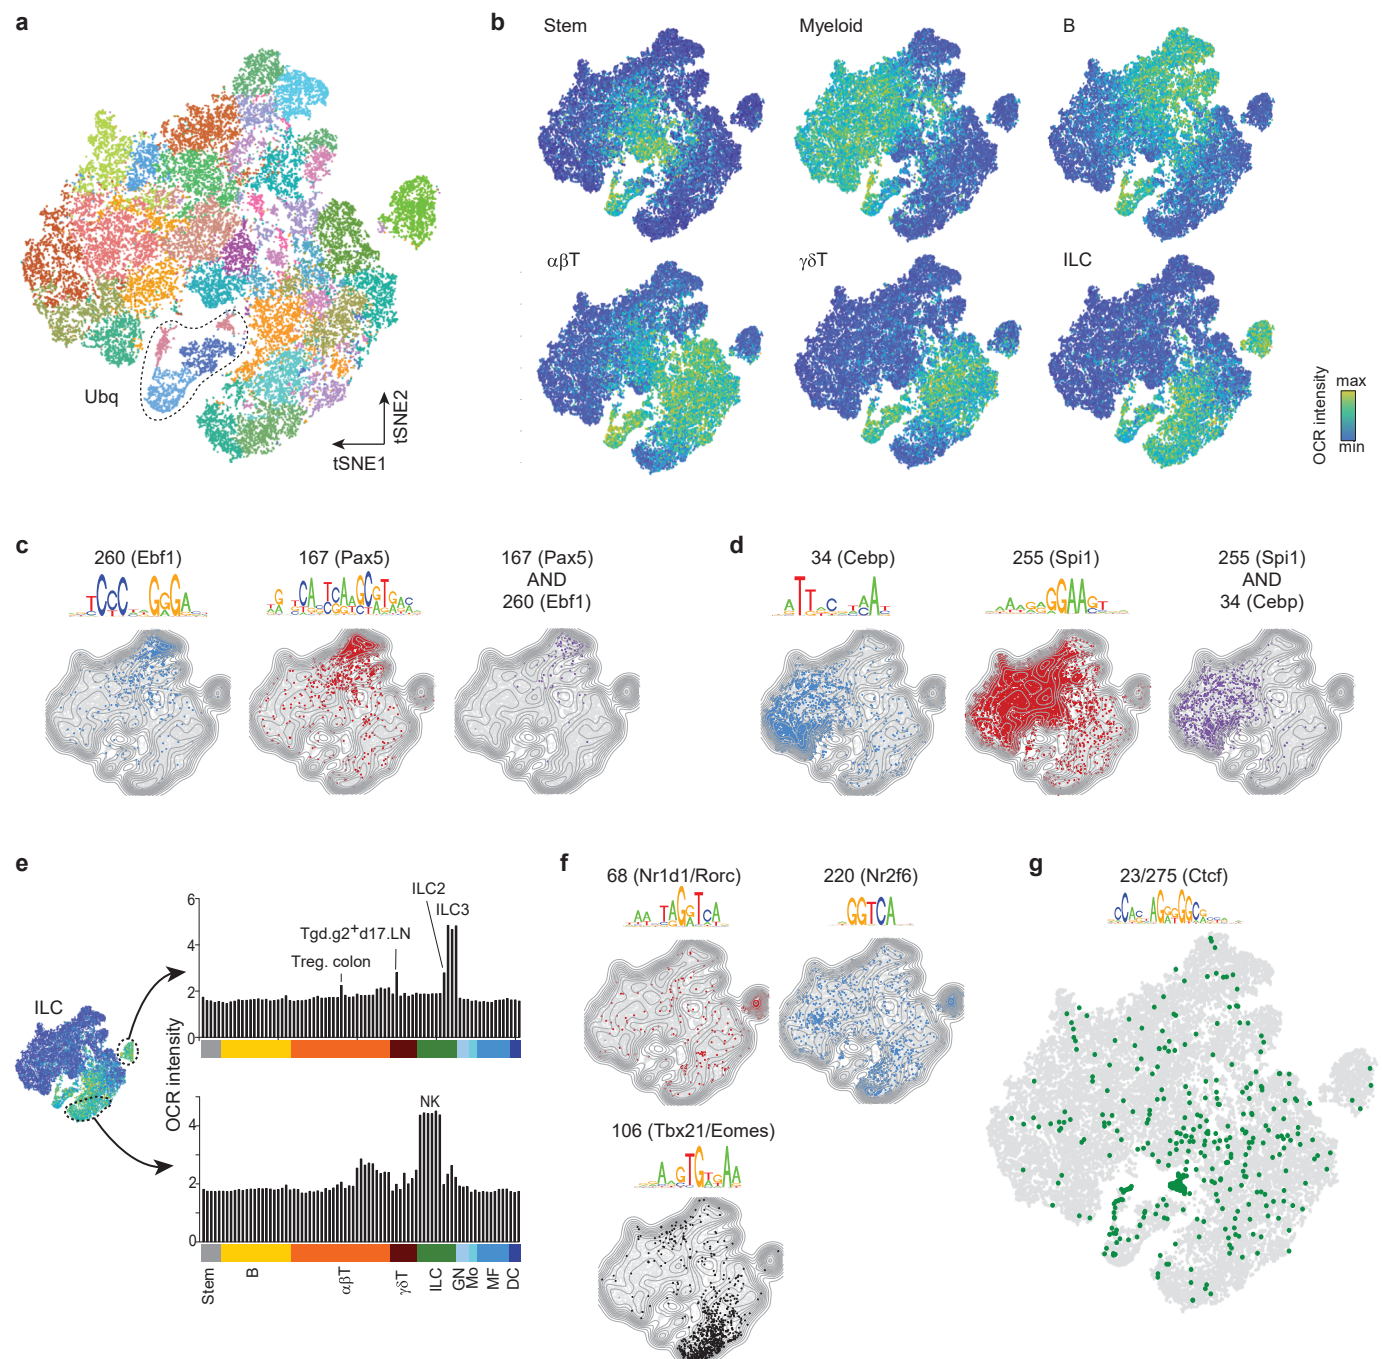 a
Ubq
tSNE1
tSNE2
b
Stem
Myeloid
B
αβT
γδT
ILC
OCR intensity
max
min
c
260 (Ebf1)
167 (Pax5)
167 (Pax5)
AND
260 (Ebf1)
d
34 (Cebp)
255 (Spi1)
255 (Spi1)
AND
34 (Cebp)
e
ILC
OCR intensity
6
4
2
0
Treg. colon
Tgd.g2+d17.LN
ILC2
ILC3
4
2
0
NK
Stem
B
αβT
γδT
ILC
GN
Mo
MF
DC
f
68 (Nr1d1/Rorc)
220 (Nr2f6)
GGTCA
106 (Tbx21/Eomes)
g
23/275 (Ctcf)